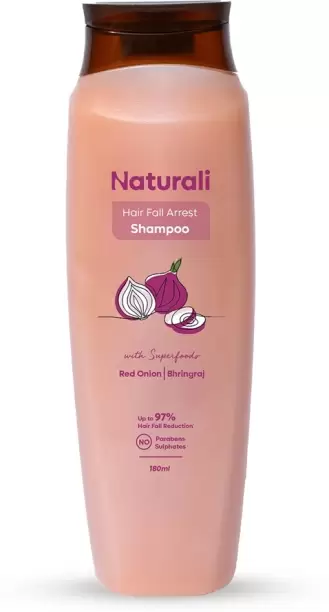 Naturali
Hair Fall Arrest
Shampoo
with Superfoods
Red Onion | Bhringraj
Up to 97%
Hair Fall Reduction
NO Parabens
Sulphates
180ml